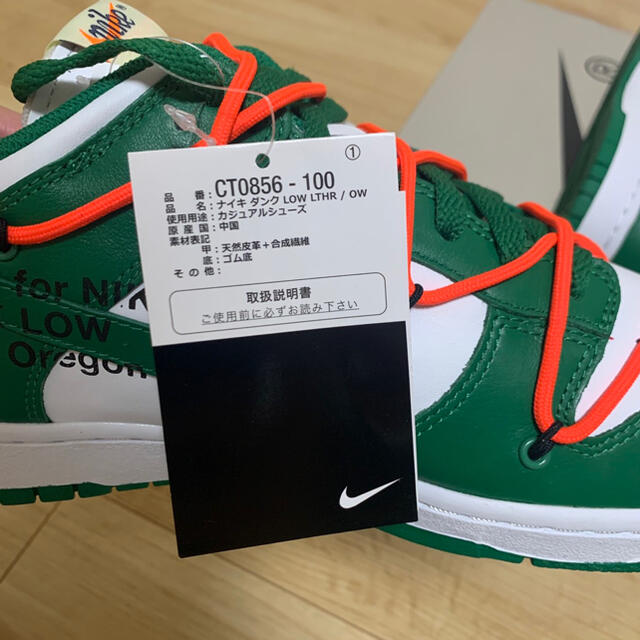 nike
①
品 番：CT0856 - 100
品 名：ナイキ ダンク LOW LTHR / OW
使用用途：カジュアルシューズ
原 産 国：中国
素材表記
甲：天然皮革＋合成繊維
底：ゴム底
そ の 他：
取扱説明書
ご使用前に必ずお読み下さい
for NIK
LOW
Oregon